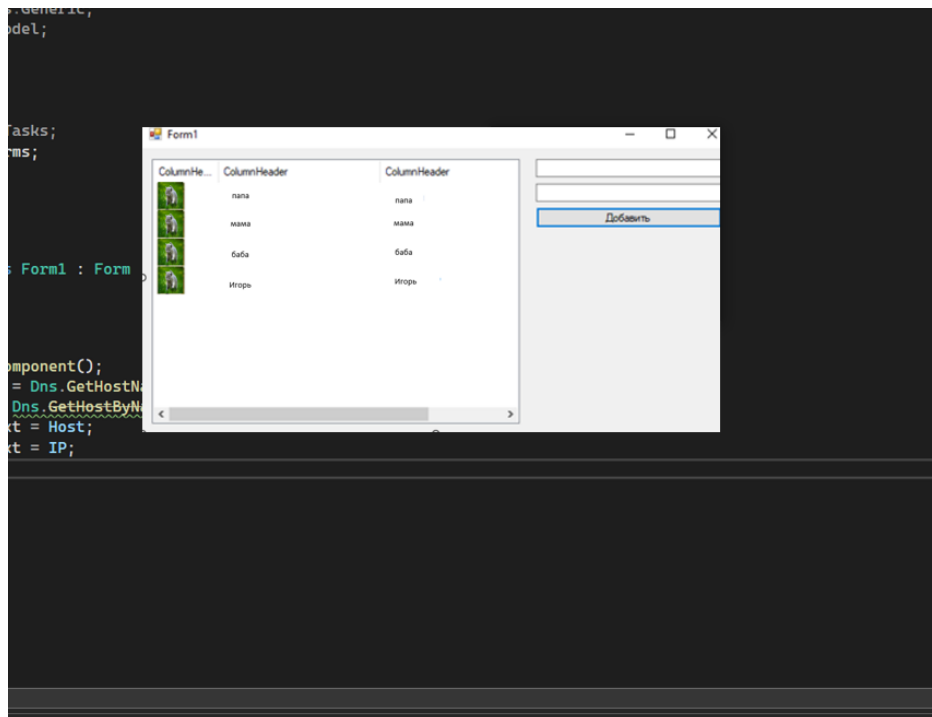 s.Generic;
odel;
Tasks;
rms;
Form1
ColumnHe... ColumnHeader ColumnHeader
папа папа
мама мама
баба баба
Игорь Игорь
Добавить
s Form1 : Form
omponent();
= Dns.GetHostNa
Dns.GetHostByNa
xt = Host;
xt = IP;